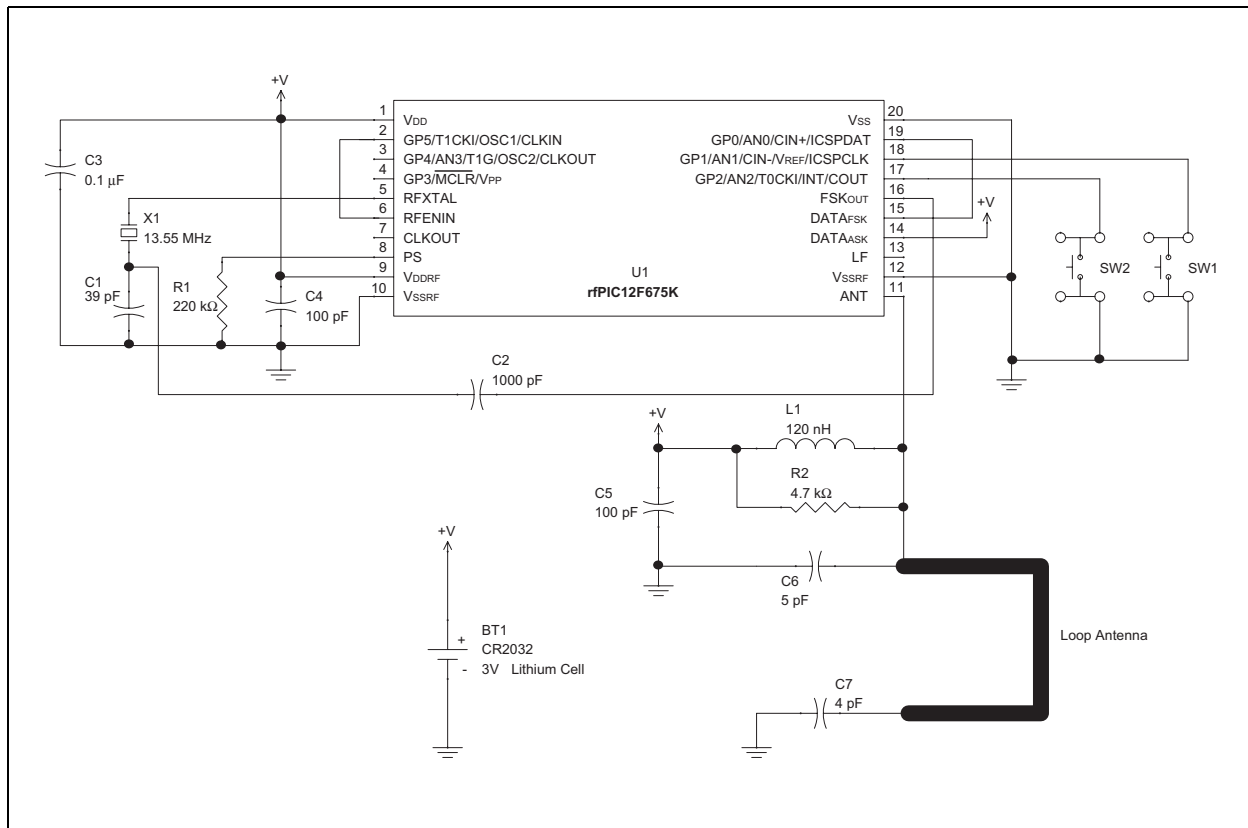 +V
C3
0.1 µF
X1
13.55 MHz
C1
39 pF
R1
220 kΩ
C4
100 pF
1 VDD
2 GP5/T1CKI/OSC1/CLKIN
3 GP4/AN3/T1G/OSC2/CLKOUT
4 GP3/MCLR/VPP
5 RFXTAL
6 RFENIN
7 CLKOUT
8 PS
9 VDDRF
10 VSSRF
U1
rfPIC12F675K
VSS 20
GP0/AN0/CIN+/ICSPDAT 19
GP1/AN1/CIN-/VREF/ICSPCLK 18
GP2/AN2/T0CKI/INT/COUT 17
FSKOUT 16
DATAFSK 15
DATAASK 14
LF 13
VSSRF 12
ANT 11
+V
SW2
SW1
C2
1000 pF
+V
L1
120 nH
R2
4.7 kΩ
C5
100 pF
C6
5 pF
Loop Antenna
C7
4 pF
+V
+
-
BT1
CR2032
3V Lithium Cell